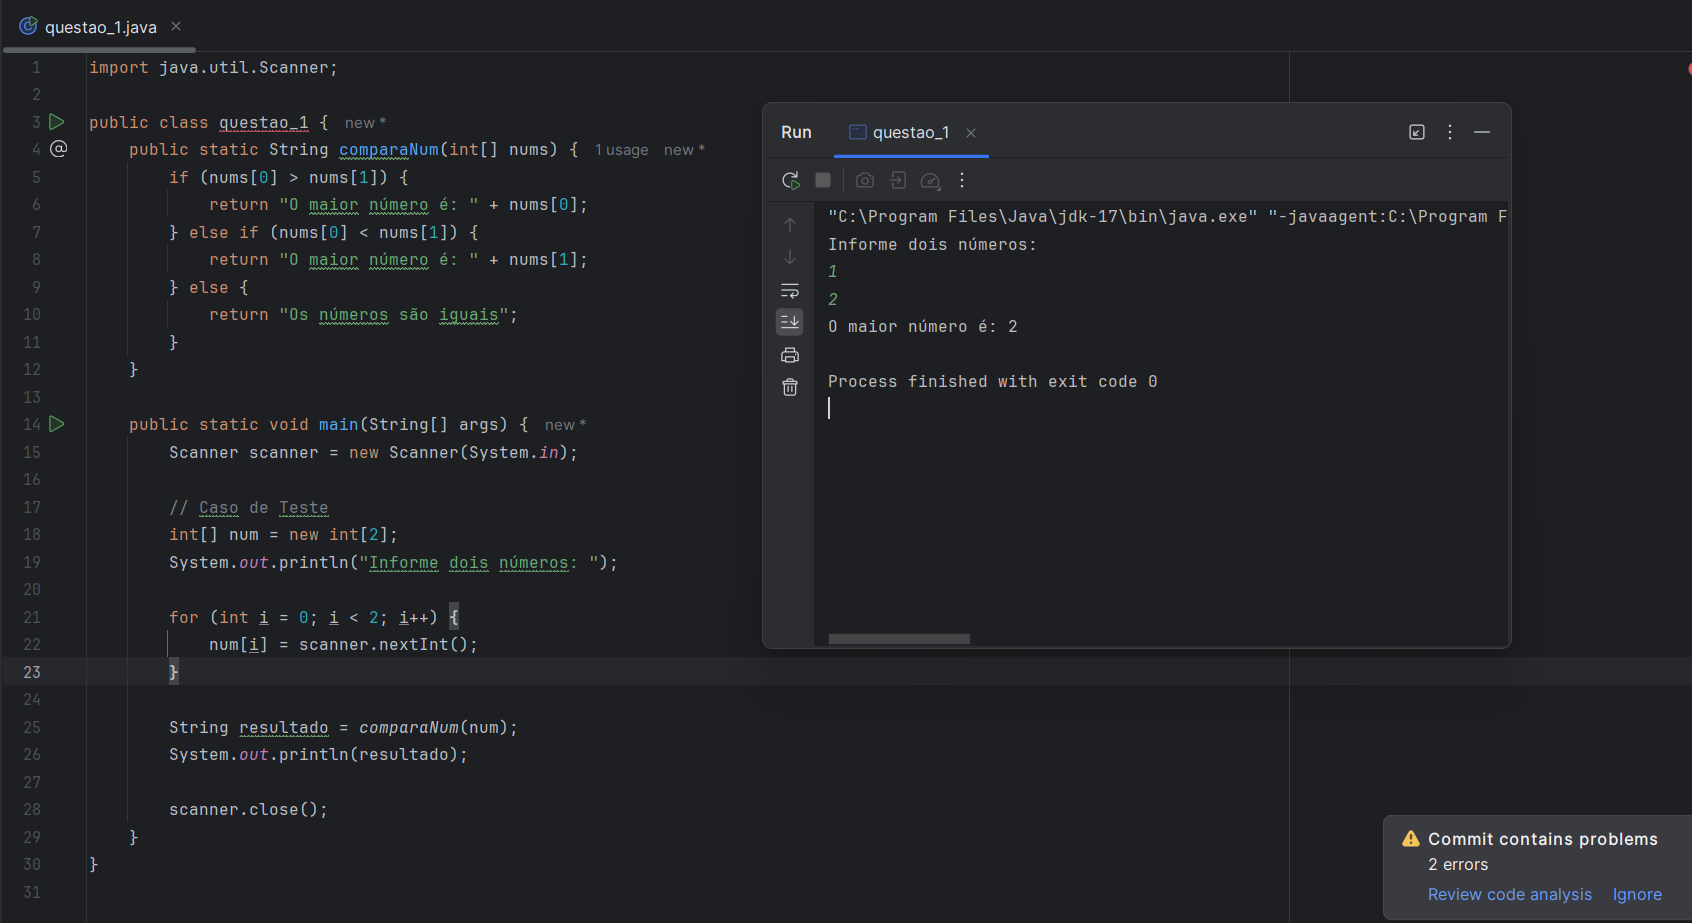 questao_1.java
1 import java.util.Scanner;
2
3 public class questao_1 { new *
4 @ public static String comparaNum(int[] nums) { 1 usage new *
5 if (nums[0] > nums[1]) {
6 return "O maior número é: " + nums[0];
7 } else if (nums[0] < nums[1]) {
8 return "O maior número é: " + nums[1];
9 } else {
10 return "Os números são iguais";
11 }
12 }
13
14 public static void main(String[] args) { new *
15 Scanner scanner = new Scanner(System.in);
16
17 // Caso de Teste
18 int[] num = new int[2];
19 System.out.println("Informe dois números: ");
20
21 for (int i = 0; i < 2; i++) {
22 num[i] = scanner.nextInt();
23 }
24
25 String resultado = comparaNum(num);
26 System.out.println(resultado);
27
28 scanner.close();
29 }
30 }
31
Run questao_1
"C:\Program Files\Java\jdk-17\bin\java.exe" "-javaagent:C:\Program F
Informe dois números:
1
2
O maior número é: 2
Process finished with exit code 0
Commit contains problems
2 errors
Review code analysis Ignore